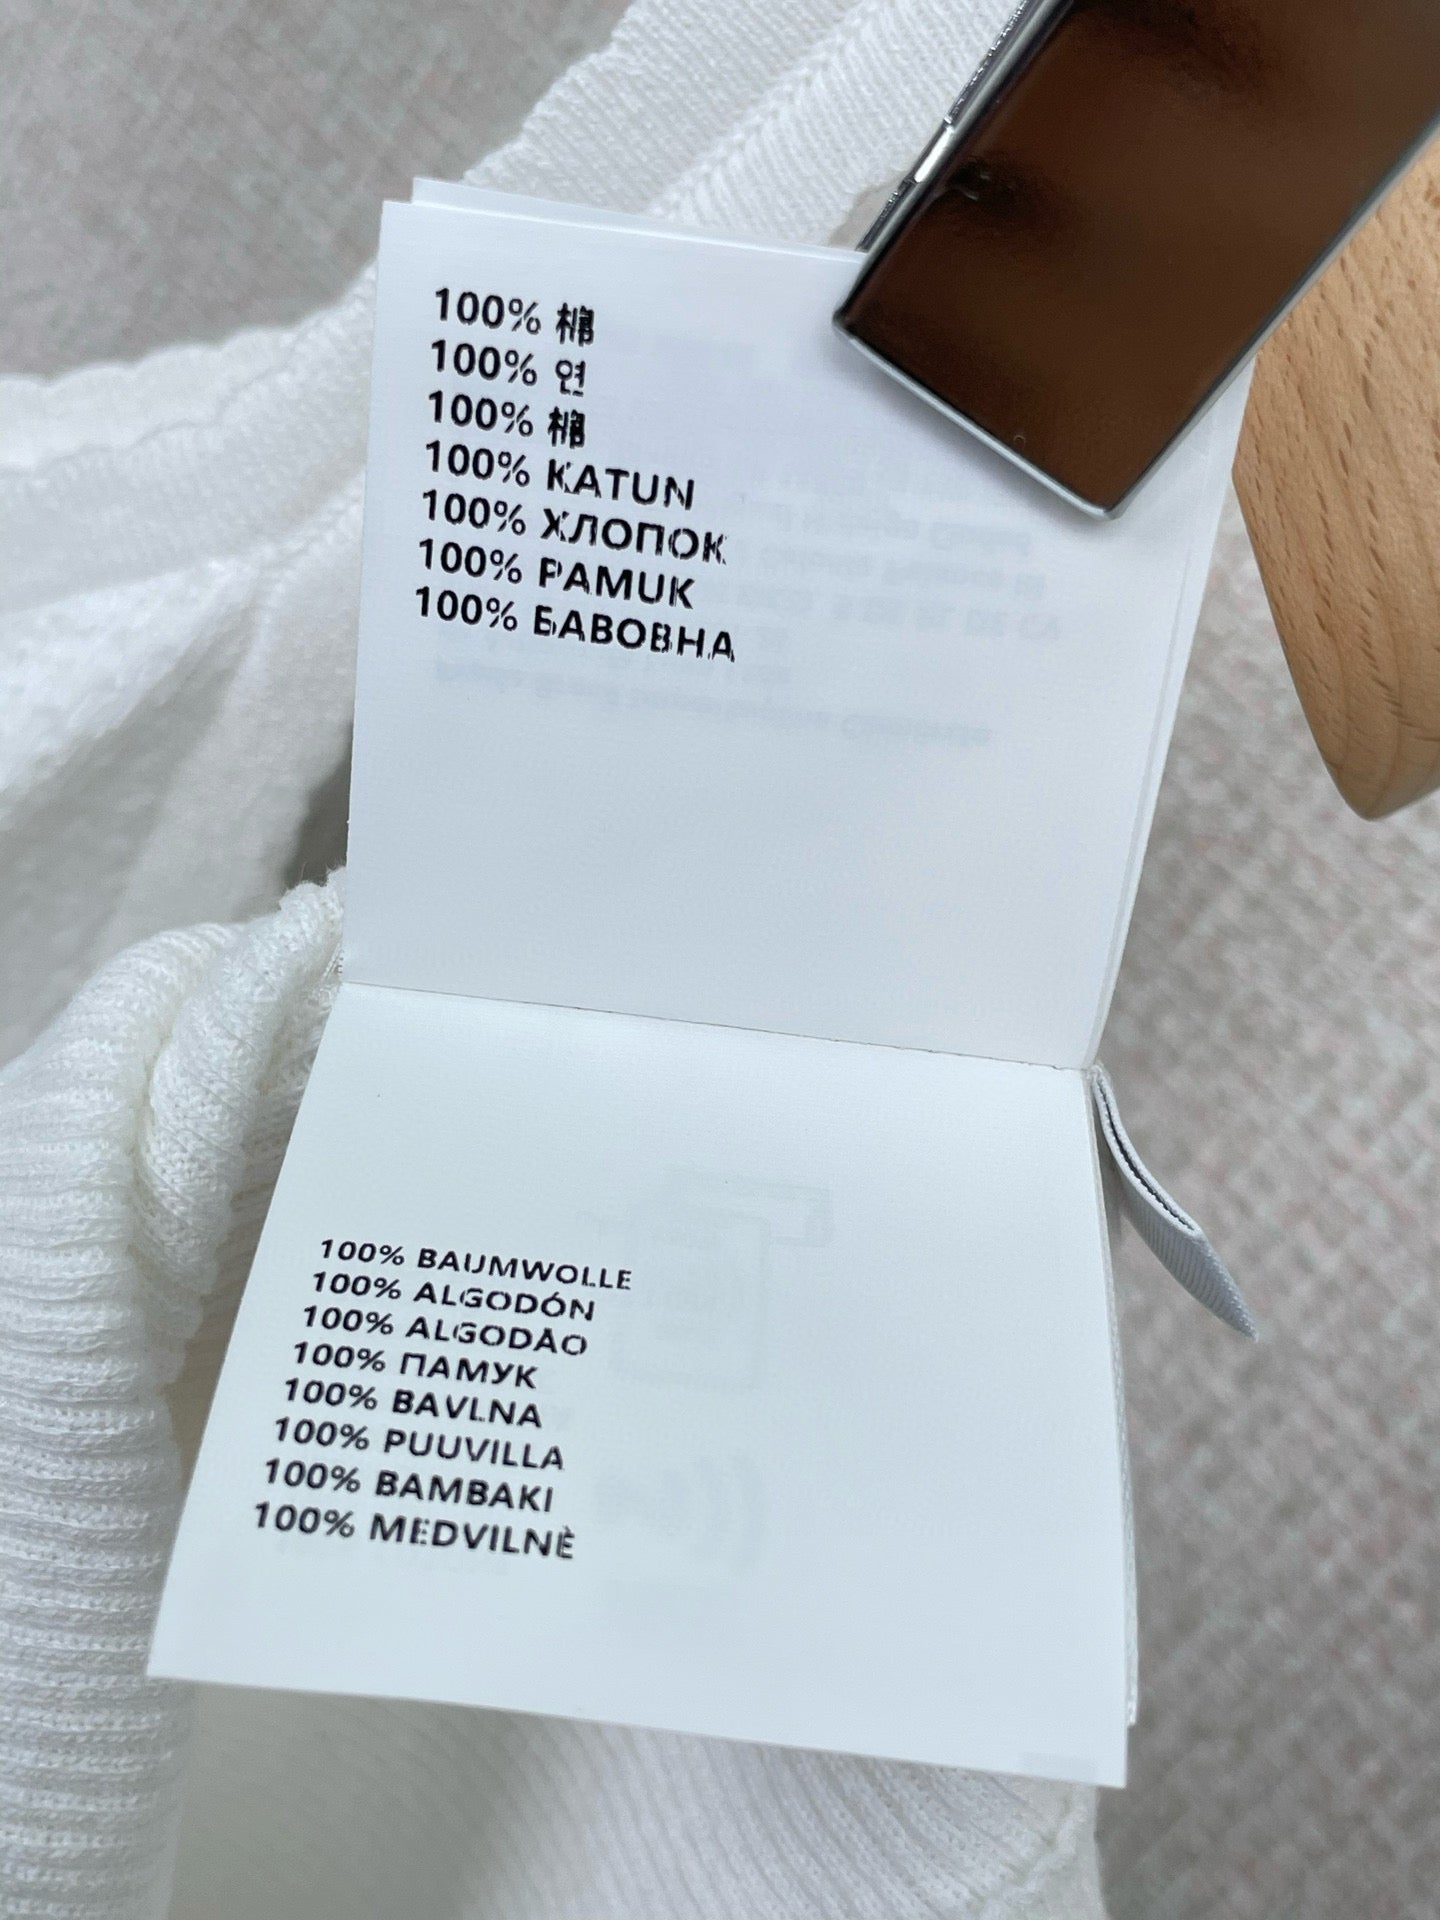 100% 棉
100% 면
100% 棉
100% KATUN
100% ХЛОПОК
100% PAMUK
100% БАВОВНА
100% BAUMWOLLE
100% ALGODÓN
100% ALGODÃO
100% ПАМУК
100% BAVLNA
100% PUUVILLA
100% BAMBAKI
100% MEDVILNĖ